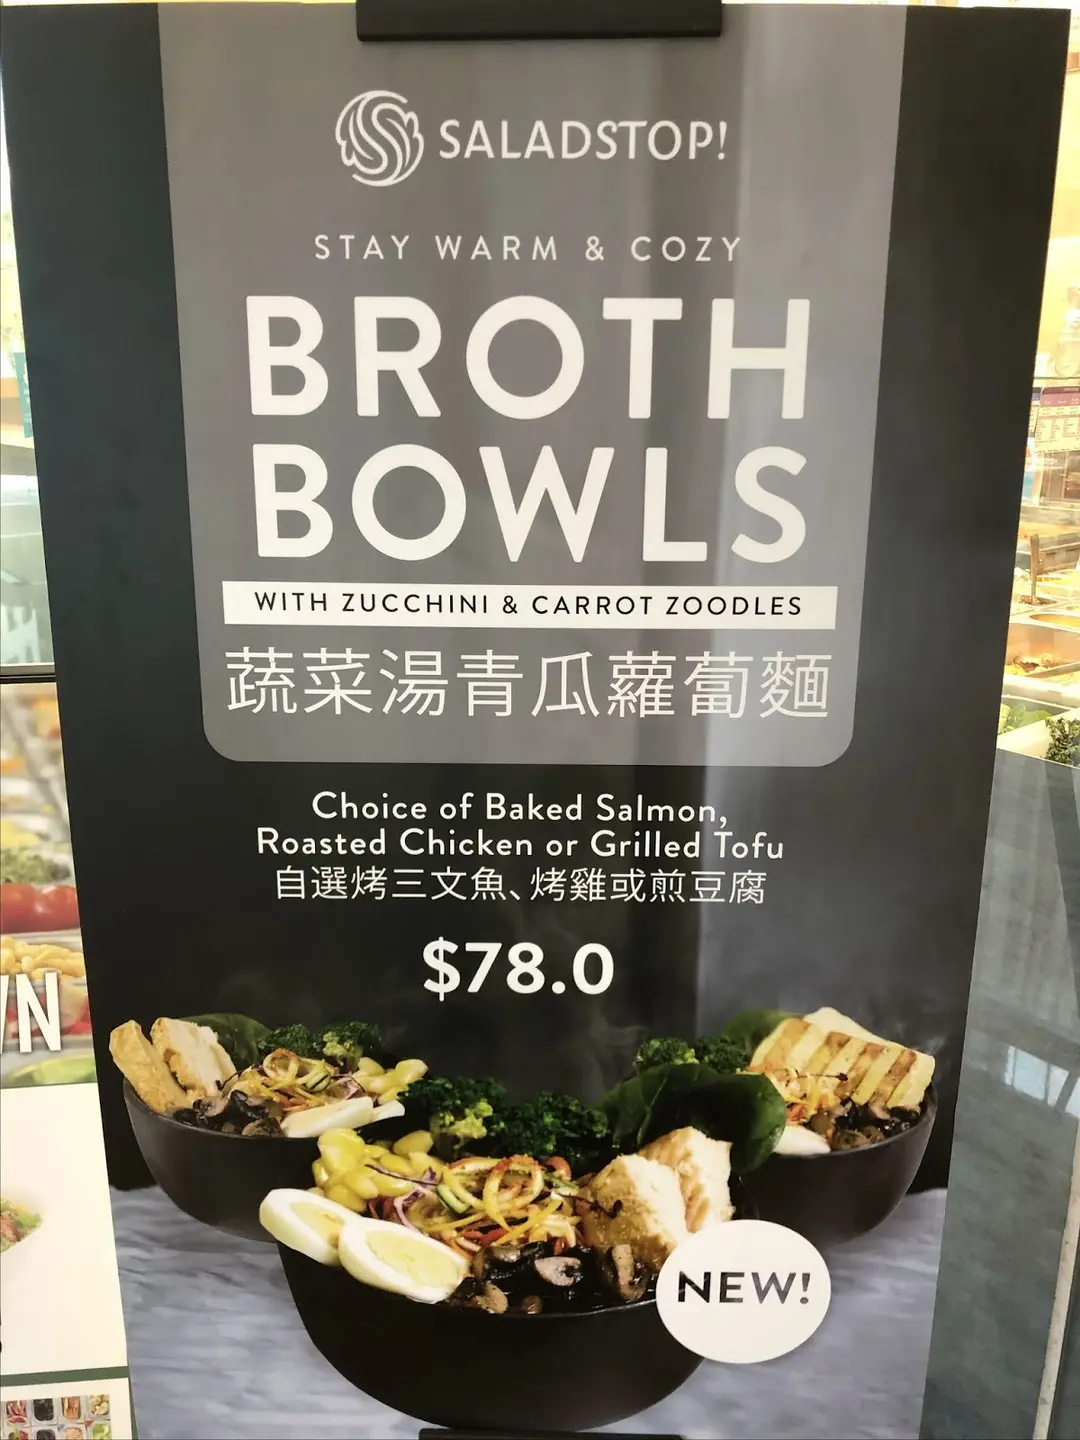 SALADSTOP!
STAY WARM & COZY
BROTH
BOWLS
WITH ZUCCHINI & CARROT ZOODLES
蔬菜湯青瓜蘿蔔麵
Choice of Baked Salmon,
Roasted Chicken or Grilled Tofu
自選烤三文魚、烤雞或煎豆腐
$78.0
NEW!
WN